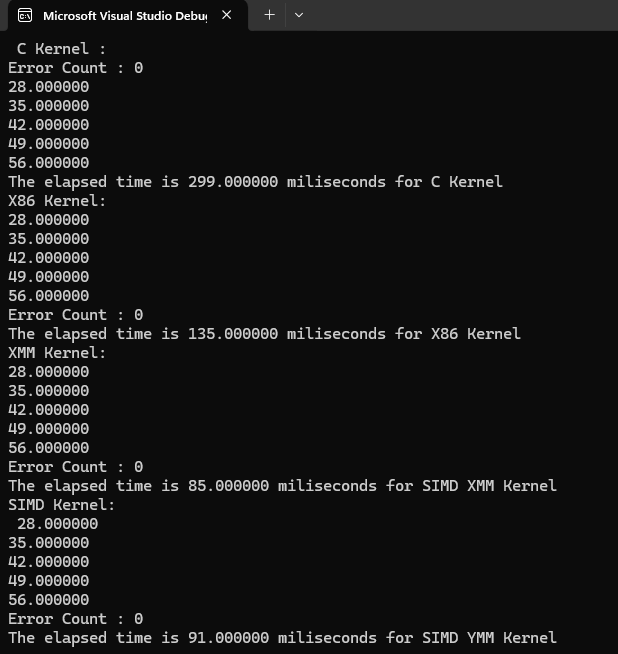 Microsoft Visual Studio Debu
C Kernel :
Error Count : 0
28.000000
35.000000
42.000000
49.000000
56.000000
The elapsed time is 299.000000 miliseconds for C Kernel
X86 Kernel:
28.000000
35.000000
42.000000
49.000000
56.000000
Error Count : 0
The elapsed time is 135.000000 miliseconds for X86 Kernel
XMM Kernel:
28.000000
35.000000
42.000000
49.000000
56.000000
Error Count : 0
The elapsed time is 85.000000 miliseconds for SIMD XMM Kernel
SIMD Kernel:
28.000000
35.000000
42.000000
49.000000
56.000000
Error Count : 0
The elapsed time is 91.000000 miliseconds for SIMD YMM Kernel